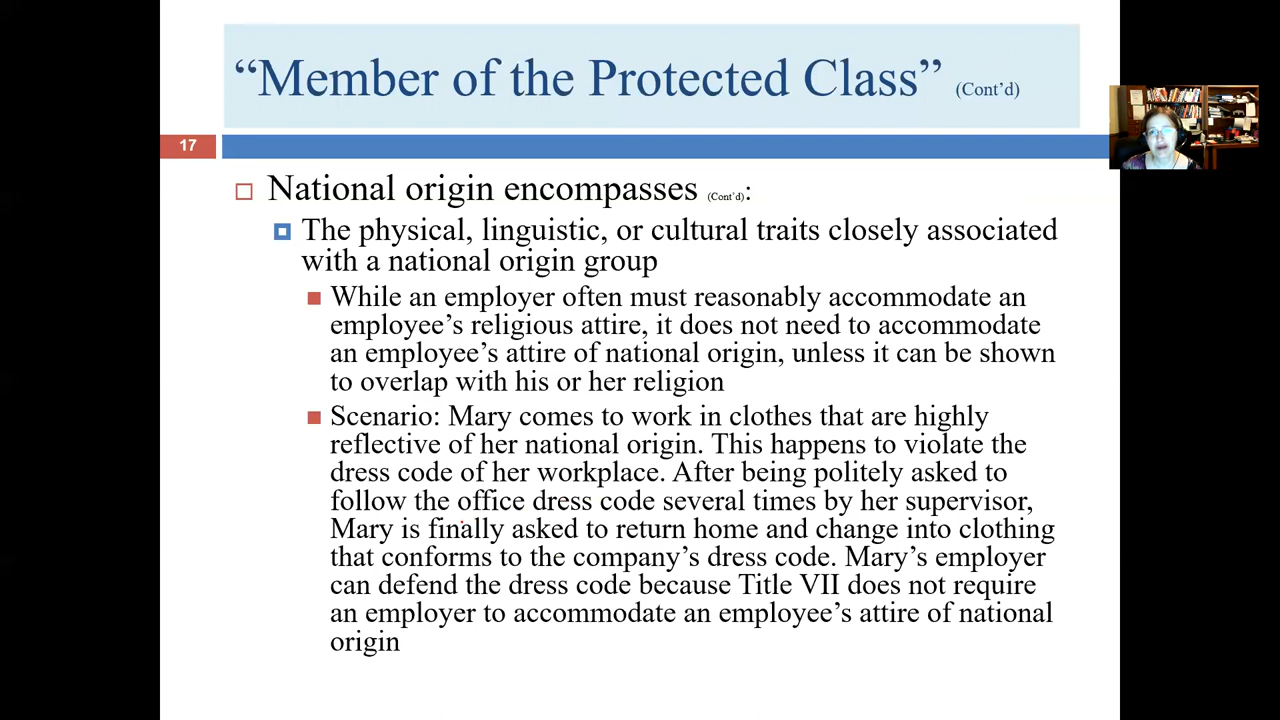 “Member of the Protected Class” (Cont’d)
17
National origin encompasses (Cont’d):
The physical, linguistic, or cultural traits closely associated
with a national origin group
While an employer often must reasonably accommodate an
employee’s religious attire, it does not need to accommodate
an employee’s attire of national origin, unless it can be shown
to overlap with his or her religion
Scenario: Mary comes to work in clothes that are highly
reflective of her national origin. This happens to violate the
dress code of her workplace. After being politely asked to
follow the office dress code several times by her supervisor,
Mary is finally asked to return home and change into clothing
that conforms to the company’s dress code. Mary’s employer
can defend the dress code because Title VII does not require
an employer to accommodate an employee’s attire of national
origin